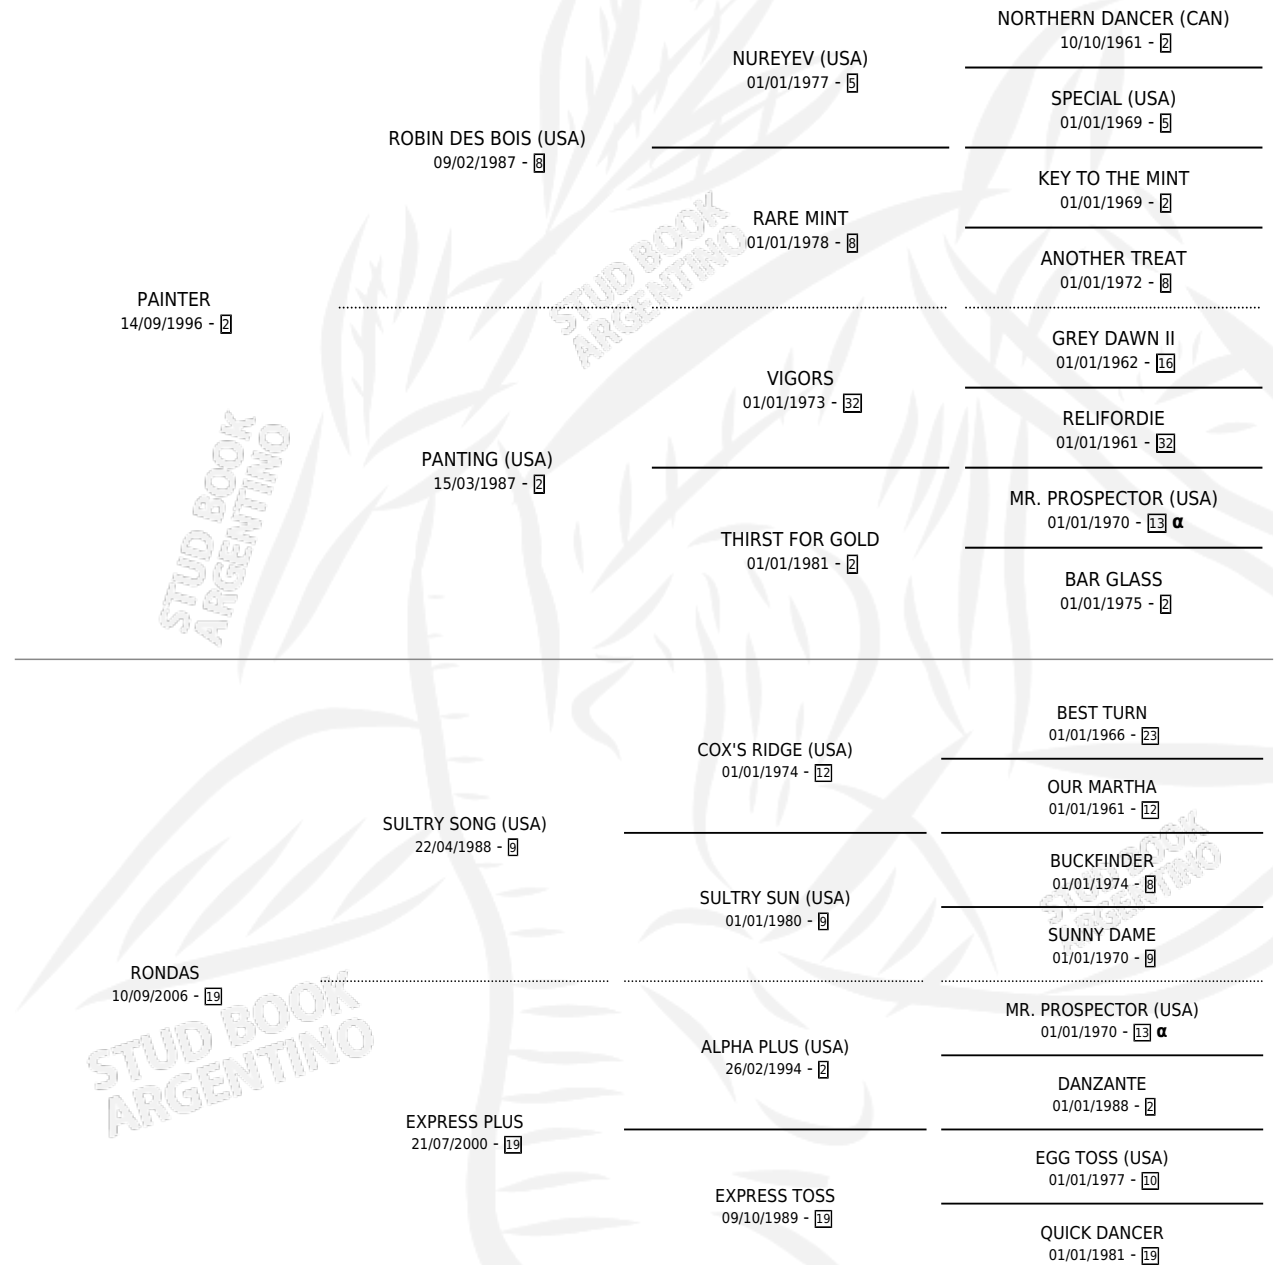 NORTHERN DANCER (CAN)
10/10/1961 - 2
NUREYEV (USA)
01/01/1977 - 5
SPECIAL (USA)
01/01/1969 - 5
ROBIN DES BOIS (USA)
09/02/1987 - 8
KEY TO THE MINT
01/01/1969 - 2
RARE MINT
01/01/1978 - 8
ANOTHER TREAT
01/01/1972 - 8
PAINTER
14/09/1996 - 2
GREY DAWN II
01/01/1962 - 16
VIGORS
01/01/1973 - 32
RELIFORDIE
01/01/1961 - 32
PANTING (USA)
15/03/1987 - 2
MR. PROSPECTOR (USA)
01/01/1970 - 13 α
THIRST FOR GOLD
01/01/1981 - 2
BAR GLASS
01/01/1975 - 2
BEST TURN
01/01/1966 - 23
COX'S RIDGE (USA)
01/01/1974 - 12
OUR MARTHA
01/01/1961 - 12
SULTRY SONG (USA)
22/04/1988 - 9
BUCKFINDER
01/01/1974 - 8
SULTRY SUN (USA)
01/01/1980 - 9
SUNNY DAME
01/01/1970 - 9
RONDAS
10/09/2006 - 19
MR. PROSPECTOR (USA)
01/01/1970 - 13 α
ALPHA PLUS (USA)
26/02/1994 - 2
DANZANTE
01/01/1988 - 2
EXPRESS PLUS
21/07/2000 - 19
EGG TOSS (USA)
01/01/1977 - 10
EXPRESS TOSS
09/10/1989 - 19
QUICK DANCER
01/01/1981 - 19
STUD BOOK
ARGENTINO
STUD BOOK
ARGENTINO
STUD BOOK
ARGENTINO
STUD BOOK
ARGENTINO